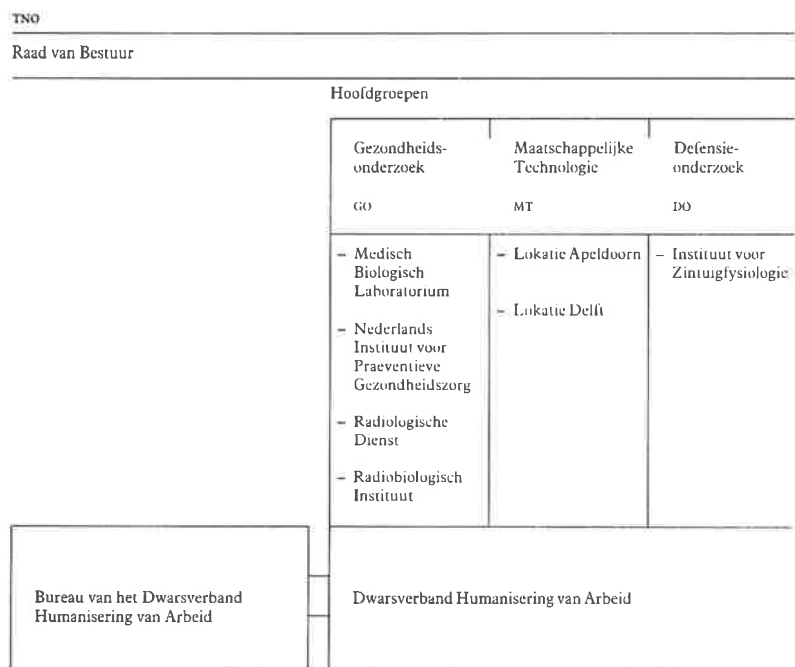 TNO
Raad van Bestuur
Hoofdgroepen
Gezondheids-
onderzoek
GO
Maatschappelijke
Technologie
MT
Defensie-
onderzoek
DO
– Medisch
Biologisch
Laboratorium
– Nederlands
Instituut voor
Praeventieve
Gezondheidszorg
– Radiologische
Dienst
– Radiobiologisch
Instituut
– Lokatie Apeldoorn
– Lokatie Delft
– Instituut voor
Zintuigfysiologie
Bureau van het Dwarsverband
Humanisering van Arbeid
Dwarsverband Humanisering van Arbeid